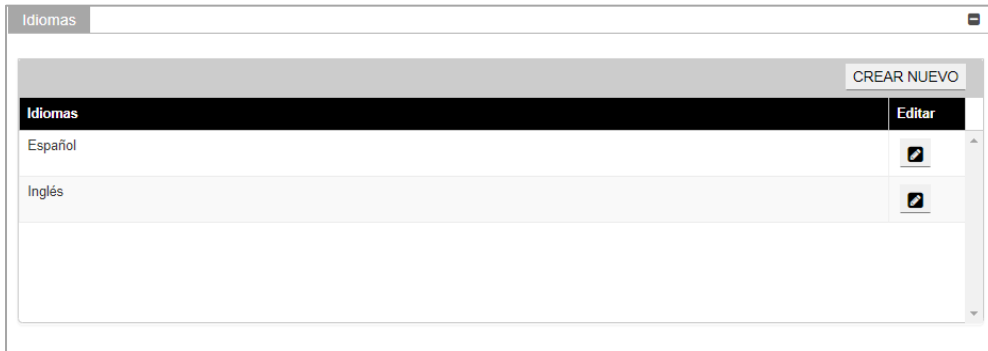 Idiomas
CREAR NUEVO
Idiomas Editar
Español
Inglés